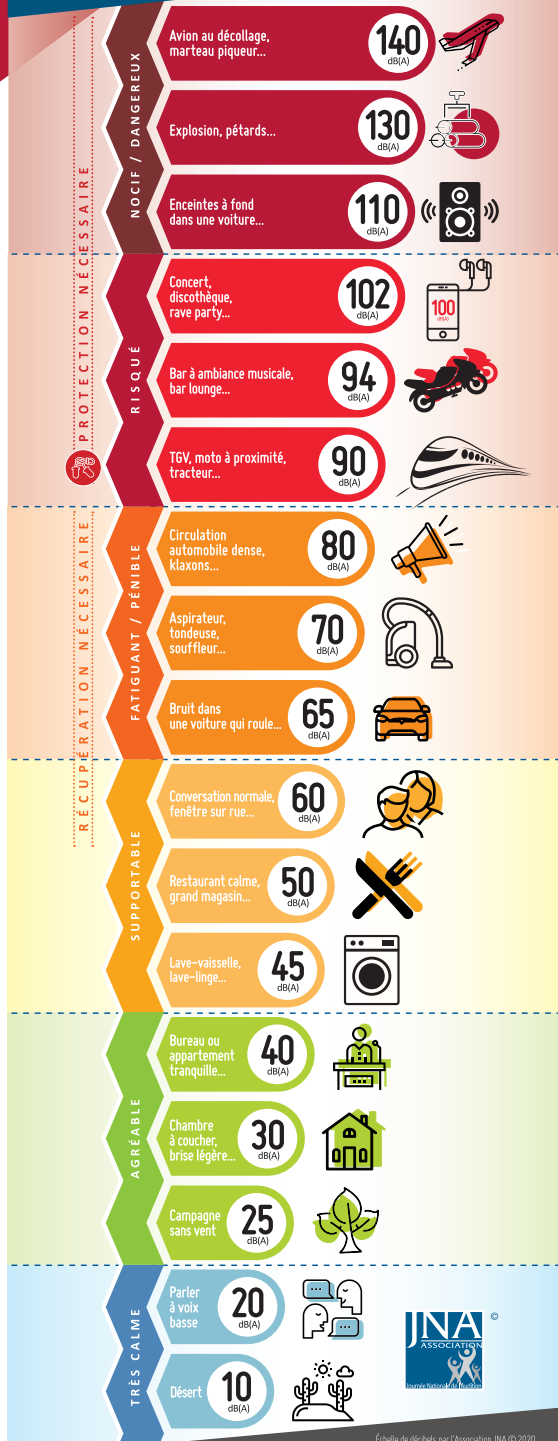 PROTECTION NÉCESSAIRE
NOCIF / DANGEREUX
Avion au décollage,
marteau piqueur...
140
dB(A)
Explosion, pétards...
130
dB(A)
Enceintes à fond
dans une voiture...
110
dB(A)
RISQUÉ
Concert,
discothèque,
rave party...
102
dB(A)
100
dB(A)
Bar à ambiance musicale,
bar lounge...
94
dB(A)
TGV, moto à proximité,
tracteur...
90
dB(A)
RÉCUPÉRATION NÉCESSAIRE
FATIGUANT / PÉNIBLE
Circulation
automobile dense,
klaxons...
80
dB(A)
Aspirateur,
tondeuse,
souffleur...
70
dB(A)
Bruit dans
une voiture qui roule...
65
dB(A)
SUPPORTABLE
Conversation normale,
fenêtre sur rue...
60
dB(A)
Restaurant calme,
grand magasin...
50
dB(A)
Lave-vaisselle,
lave-linge...
45
dB(A)
AGRÉABLE
Bureau ou
appartement
tranquille...
40
dB(A)
Chambre
à coucher,
brise légère...
30
dB(A)
Campagne
sans vent
25
dB(A)
TRÈS CALME
Parler
à voix
basse
20
dB(A)
Désert
10
dB(A)
JNA
©
ASSOCIATION
Journée Nationale de l'Audition
Échelle de décibels par l'Association JNA © 2020